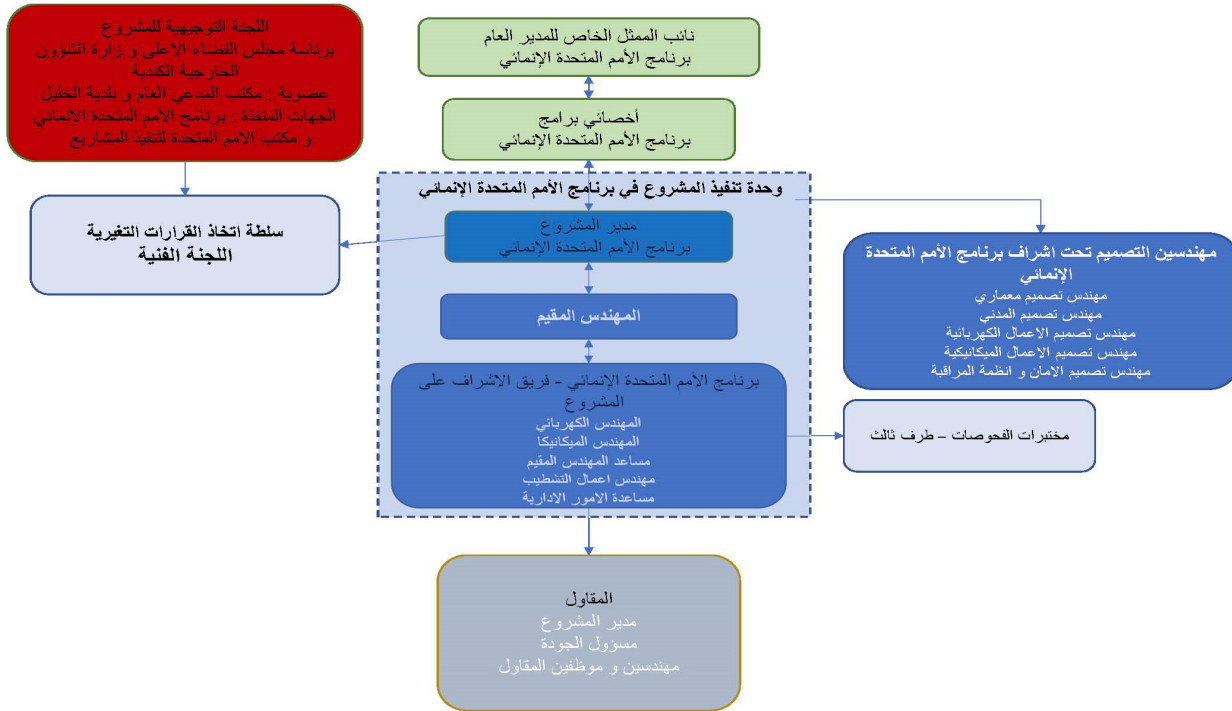 اللجنة التوجيهية للمشروع
برئاسة مجلس القضاء الاعلى و زارة الشؤون
الخارجية الكندية
عضوية : مكتب المدعي العام و بلدية الخليل
الجهات المنفذة : برنامج الأمم المتحدة الإنمائي
و مكتب الامم المتحدة لتنفيذ المشاريع
نائب الممثل الخاص للمدير العام
برنامج الأمم المتحدة الإنمائي
أخصائي برامج
برنامج الأمم المتحدة الإنمائي
وحدة تنفيذ المشروع في برنامج الأمم المتحدة الإنمائي
مدير المشروع
برنامج الأمم المتحدة الإنمائي
سلطة اتخاذ القرارات التغيرية
اللجنة الفنية
مهندسين التصميم تحت اشراف برنامج الأمم المتحدة
الإنمائي
مهندس تصميم معماري
مهندس تصميم المدني
مهندس تصميم الاعمال الكهربائية
مهندس تصميم الاعمال الميكانيكية
مهندس تصميم الامان و انظمة المراقبة
المهندس المقيم
برنامج الأمم المتحدة الإنمائي - فريق الاشراف على
المشروع
المهندس الكهربائي
المهندس الميكانيكا
مساعد المهندس المقيم
مهندس اعمال التشطيب
مساعدة الامور الادارية
مختبرات الفحوصات – طرف ثالث
المقاول
مدير المشروع
مسؤول الجودة
مهندسين و موظفين المقاول